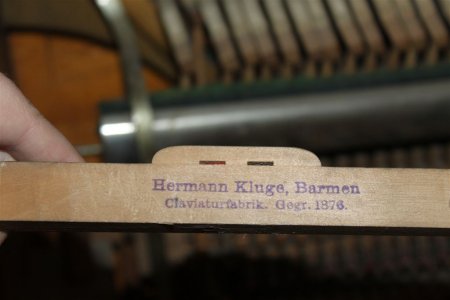 Hermann Kluge, Barmen
Claviaturfabrik. Gegr. 1876.